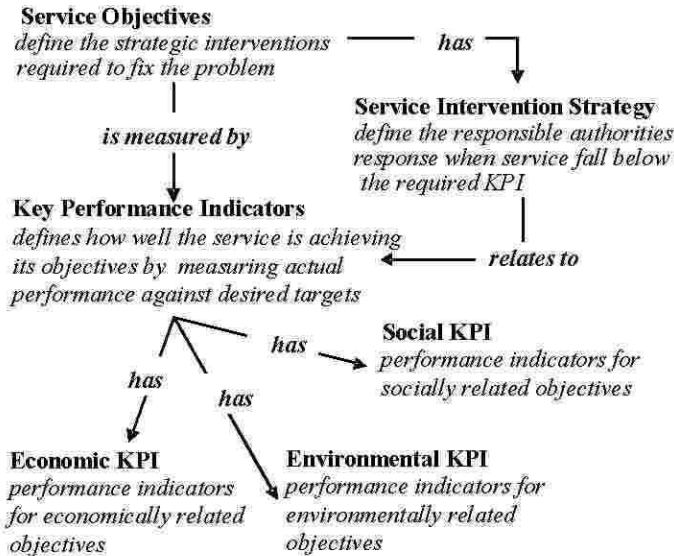 Service Objectives
define the strategic interventions
required to fix the problem
has
Service Intervention Strategy
define the responsible authorities
response when service fall below
the required KPI
is measured by
Key Performance Indicators
defines how well the service is achieving
its objectives by measuring actual
performance against desired targets
relates to
has
Social KPI
performance indicators for
socially related objectives
has
has
Economic KPI
performance indicators
for economically related
objectives
Environmental KPI
performance indicators for
environmentally related
objectives